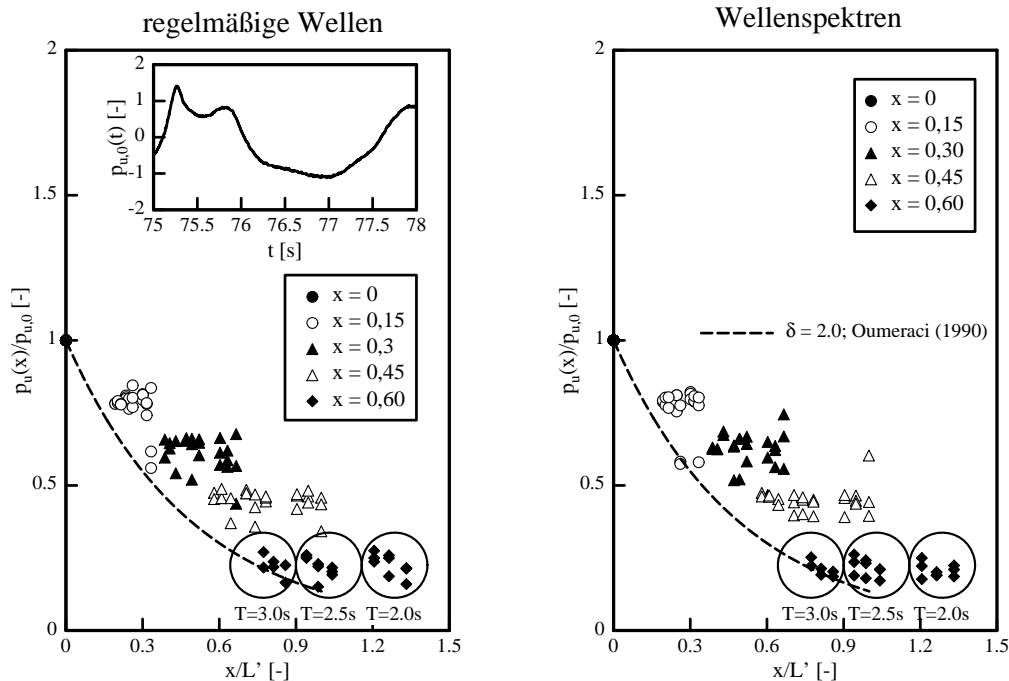 regelmäßige Wellen
2
1.5
1
0.5
0
p_u(x)/p_u,0 [-]
2
1
0
-1
-2
p_u,0(t) [-]
75 75.5 76 76.5 77 77.5 78
t [s]
x = 0
x = 0,15
x = 0,3
x = 0,45
x = 0,60
T=3.0s T=2.5s T=2.0s
0 0.3 0.6 0.9 1.2 1.5
x/L' [-]
Wellenspektren
2
1.5
1
0.5
0
p_u(x)/p_u,0 [-]
x = 0
x = 0,15
x = 0,30
x = 0,45
x = 0,60
δ = 2.0; Oumeraci (1990)
T=3.0s T=2.5s T=2.0s
0 0.3 0.6 0.9 1.2 1.5
x/L' [-]